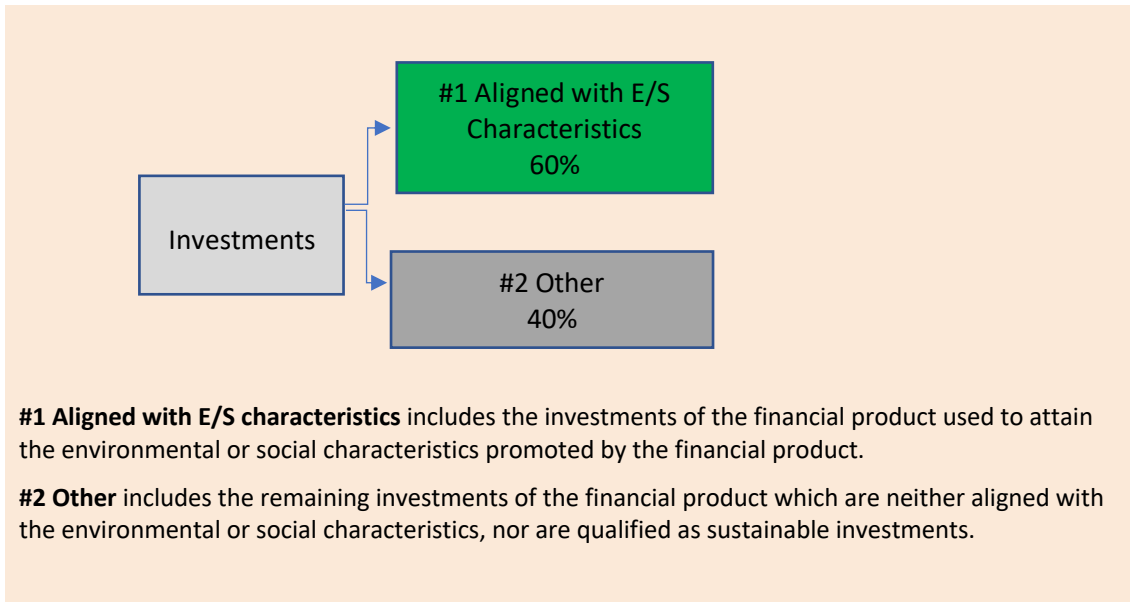 #1 Aligned with E/S
Characteristics
60%
Investments
#2 Other
40%
#1 Aligned with E/S characteristics includes the investments of the financial product used to attain
the environmental or social characteristics promoted by the financial product.
#2 Other includes the remaining investments of the financial product which are neither aligned with
the environmental or social characteristics, nor are qualified as sustainable investments.